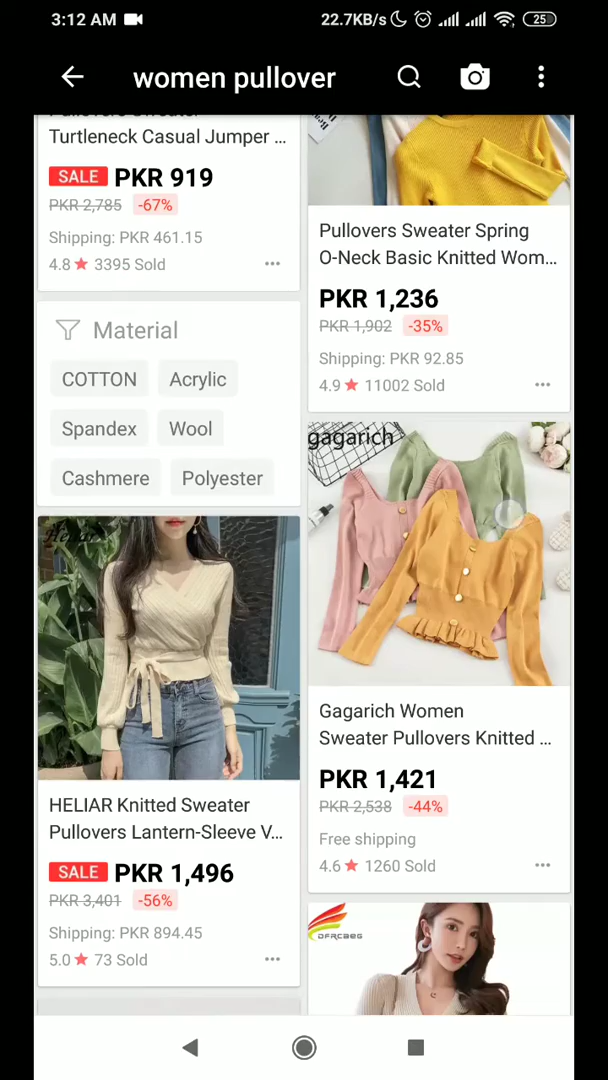 3:12 AM
22.7KB/s
25
women pullover
Turtleneck Casual Jumper ...
SALE PKR 919
PKR 2,785 -67%
Shipping: PKR 461.15
4.8 3395 Sold
Material
COTTON Acrylic
Spandex Wool
Cashmere Polyester
HELIAR Knitted Sweater
Pullovers Lantern-Sleeve V...
SALE PKR 1,496
PKR 3,401 -56%
Shipping: PKR 894.45
5.0 73 Sold
Pullovers Sweater Spring
O-Neck Basic Knitted Wom...
PKR 1,236
PKR 1,902 -35%
Shipping: PKR 92.85
4.9 11002 Sold
gagarich
Gagarich Women
Sweater Pullovers Knitted ...
PKR 1,421
PKR 2,538 -44%
Free shipping
4.6 1260 Sold
DFRCAEG